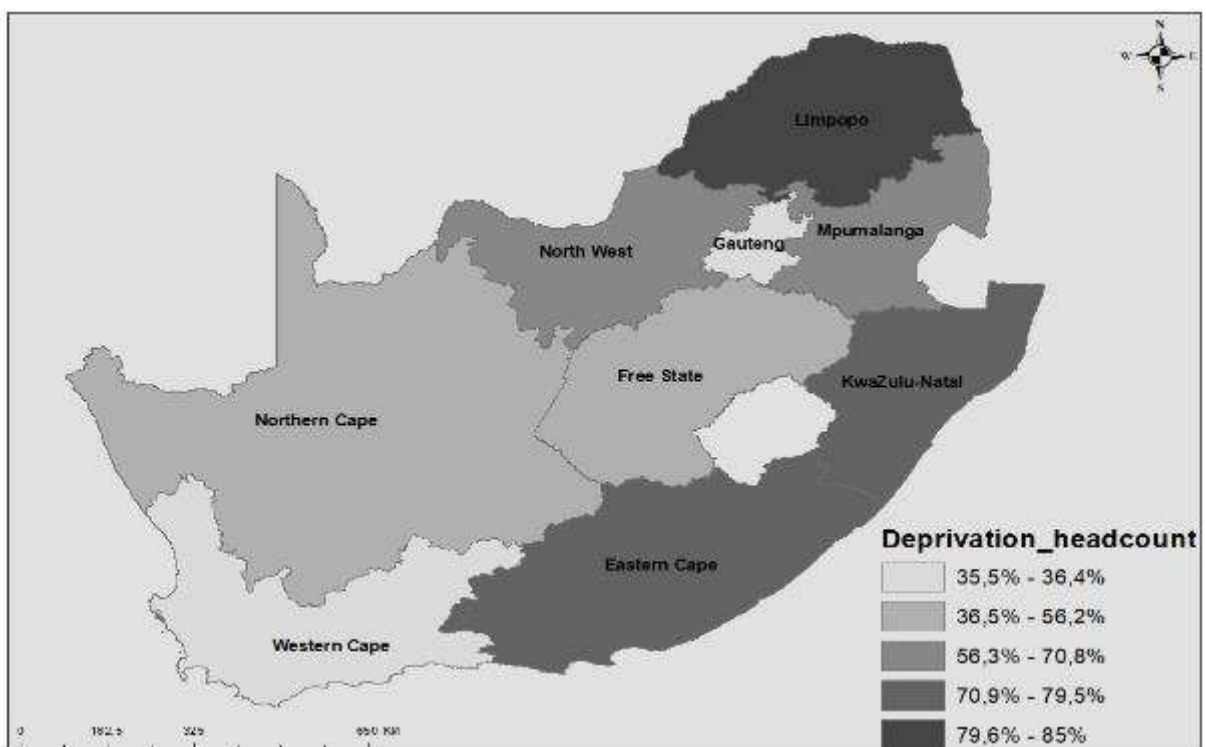 N
W E
S
Limpopo
North West
Gauteng
Mpumalanga
Free State
KwaZulu-Natal
Northern Cape
Eastern Cape
Western Cape
Deprivation_headcount
35,5% - 36,4%
36,5% - 56,2%
56,3% - 70,8%
70,9% - 79,5%
79,6% - 85%
0 162.5 325 650 KM